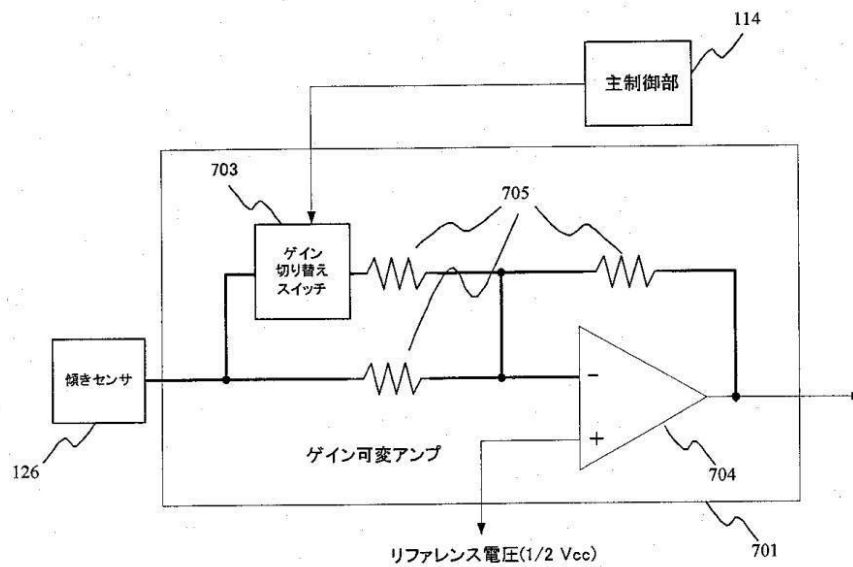 114
主制御部
703
705
ゲイン
切り替え
スイッチ
傾きセンサ
126
−
+
ゲイン可変アンプ
704
701
リファレンス電圧(1/2 Vcc)